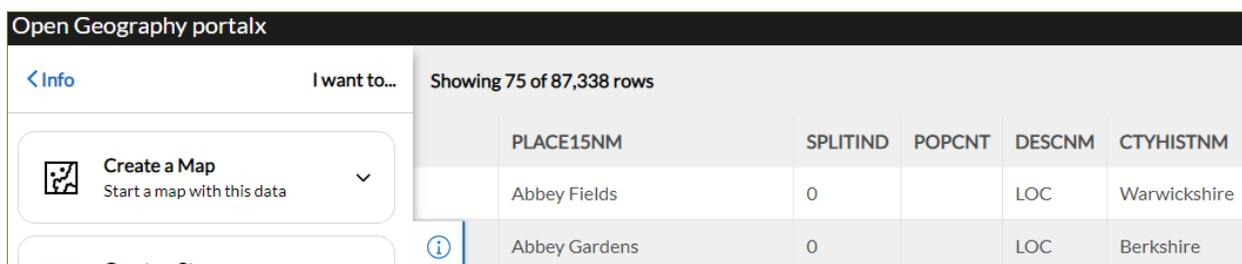 Open Geography portalx
Info
I want to...
Showing 75 of 87,338 rows
Create a Map
Start a map with this data
PLACE15NM SPLITIND POPCNT DESCNM CTYHISTNM
Abbey Fields 0 LOC Warwickshire
Abbey Gardens 0 LOC Berkshire